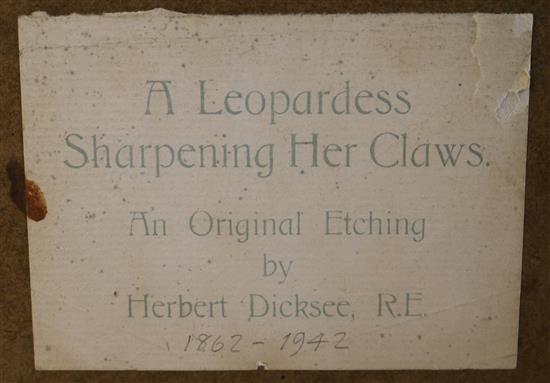 A Leopardess
Sharpening Her Claws.
An Original Etching
by
Herbert Dicksee, R.E.
1862 - 1942